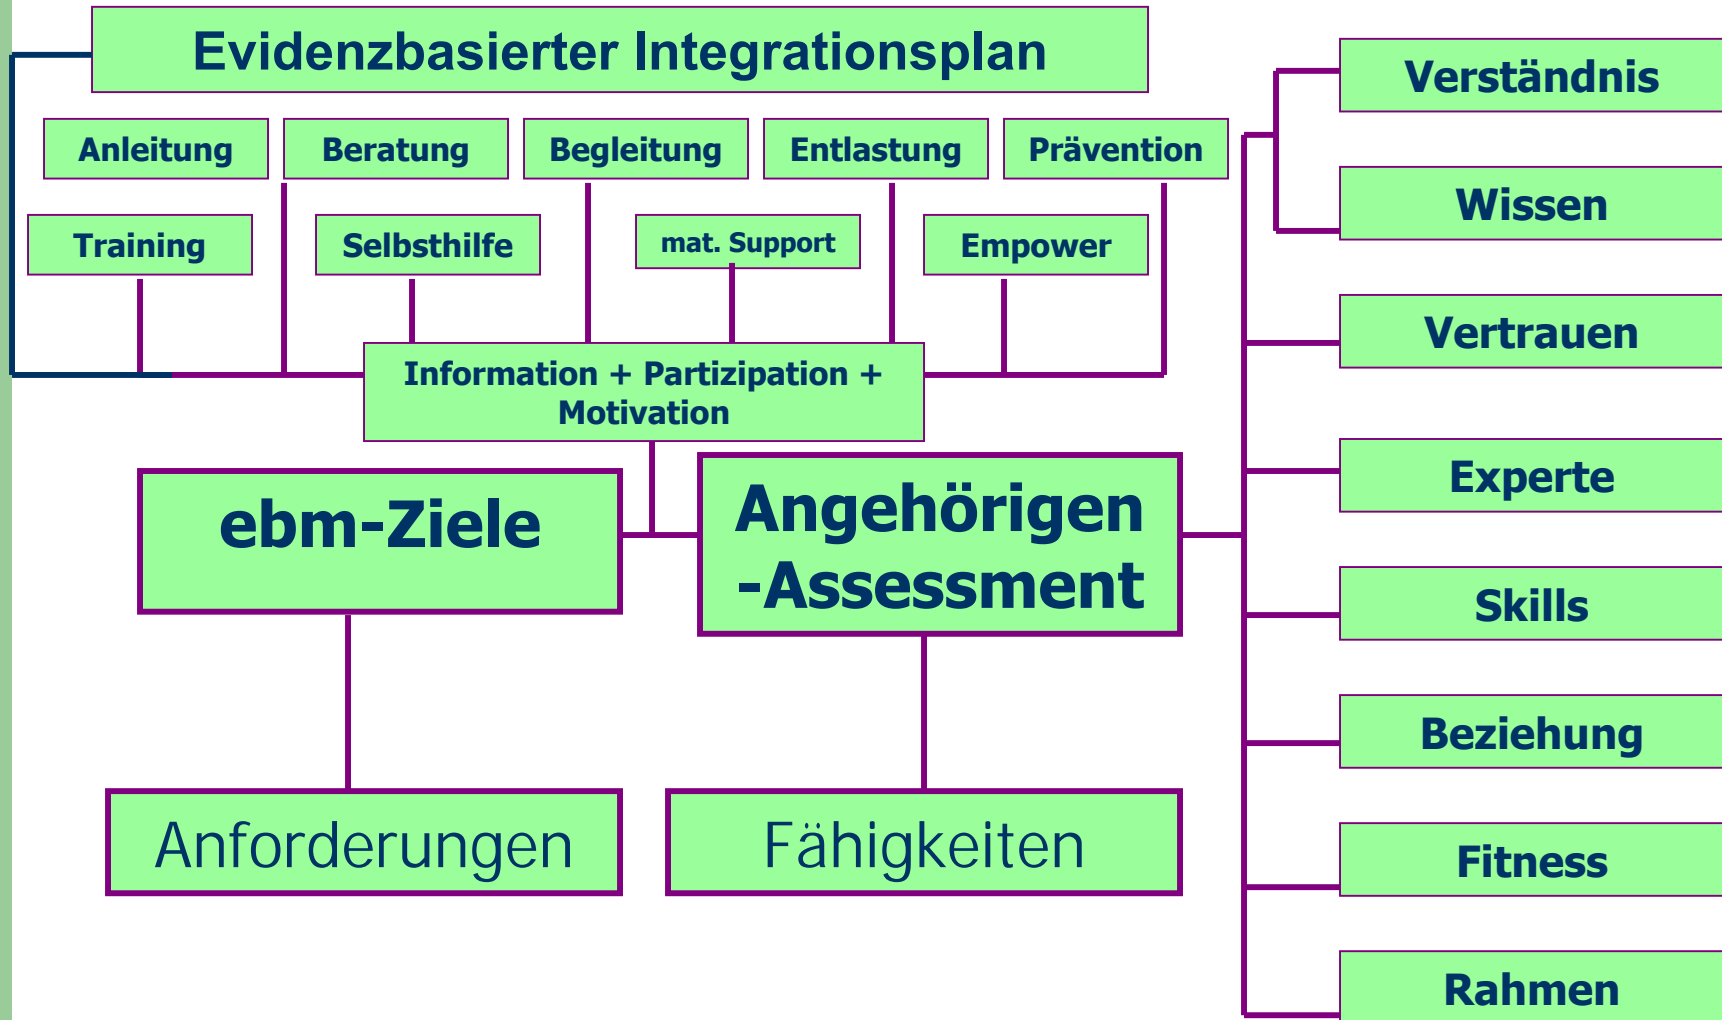 Evidenzbasierter Integrationsplan
Anleitung
Beratung
Begleitung
Entlastung
Prävention
Training
Selbsthilfe
mat. Support
Empower
Information + Partizipation +
Motivation
ebm-Ziele
Angehörigen
-Assessment
Anforderungen
Fähigkeiten
Verständnis
Wissen
Vertrauen
Experte
Skills
Beziehung
Fitness
Rahmen